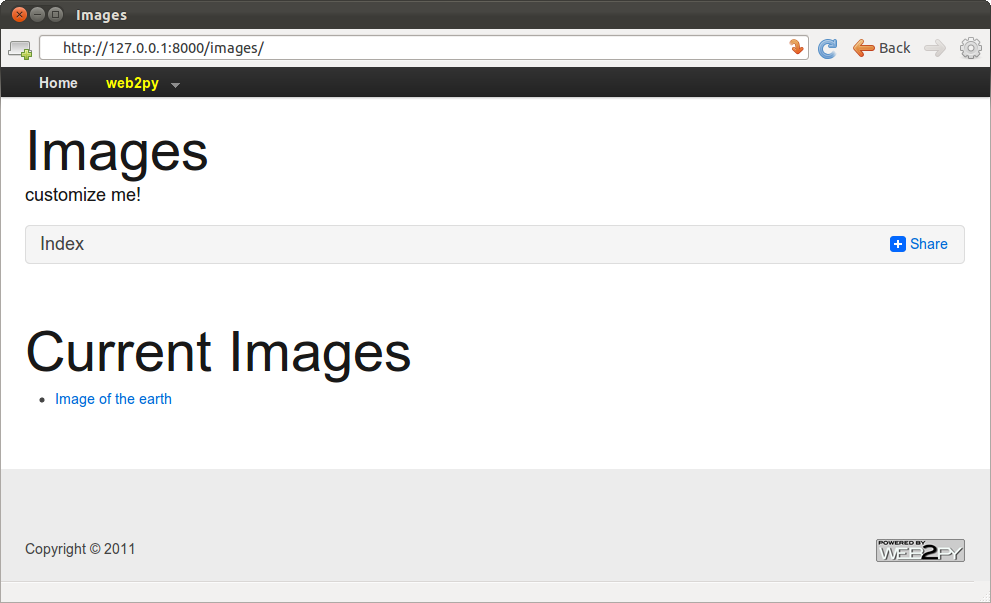 Images
http://127.0.0.1:8000/images/
Back
Home web2py
Images
customize me!
Index
Share
Current Images
Image of the earth
Copyright © 2011
POWERED BY
WEB2PY